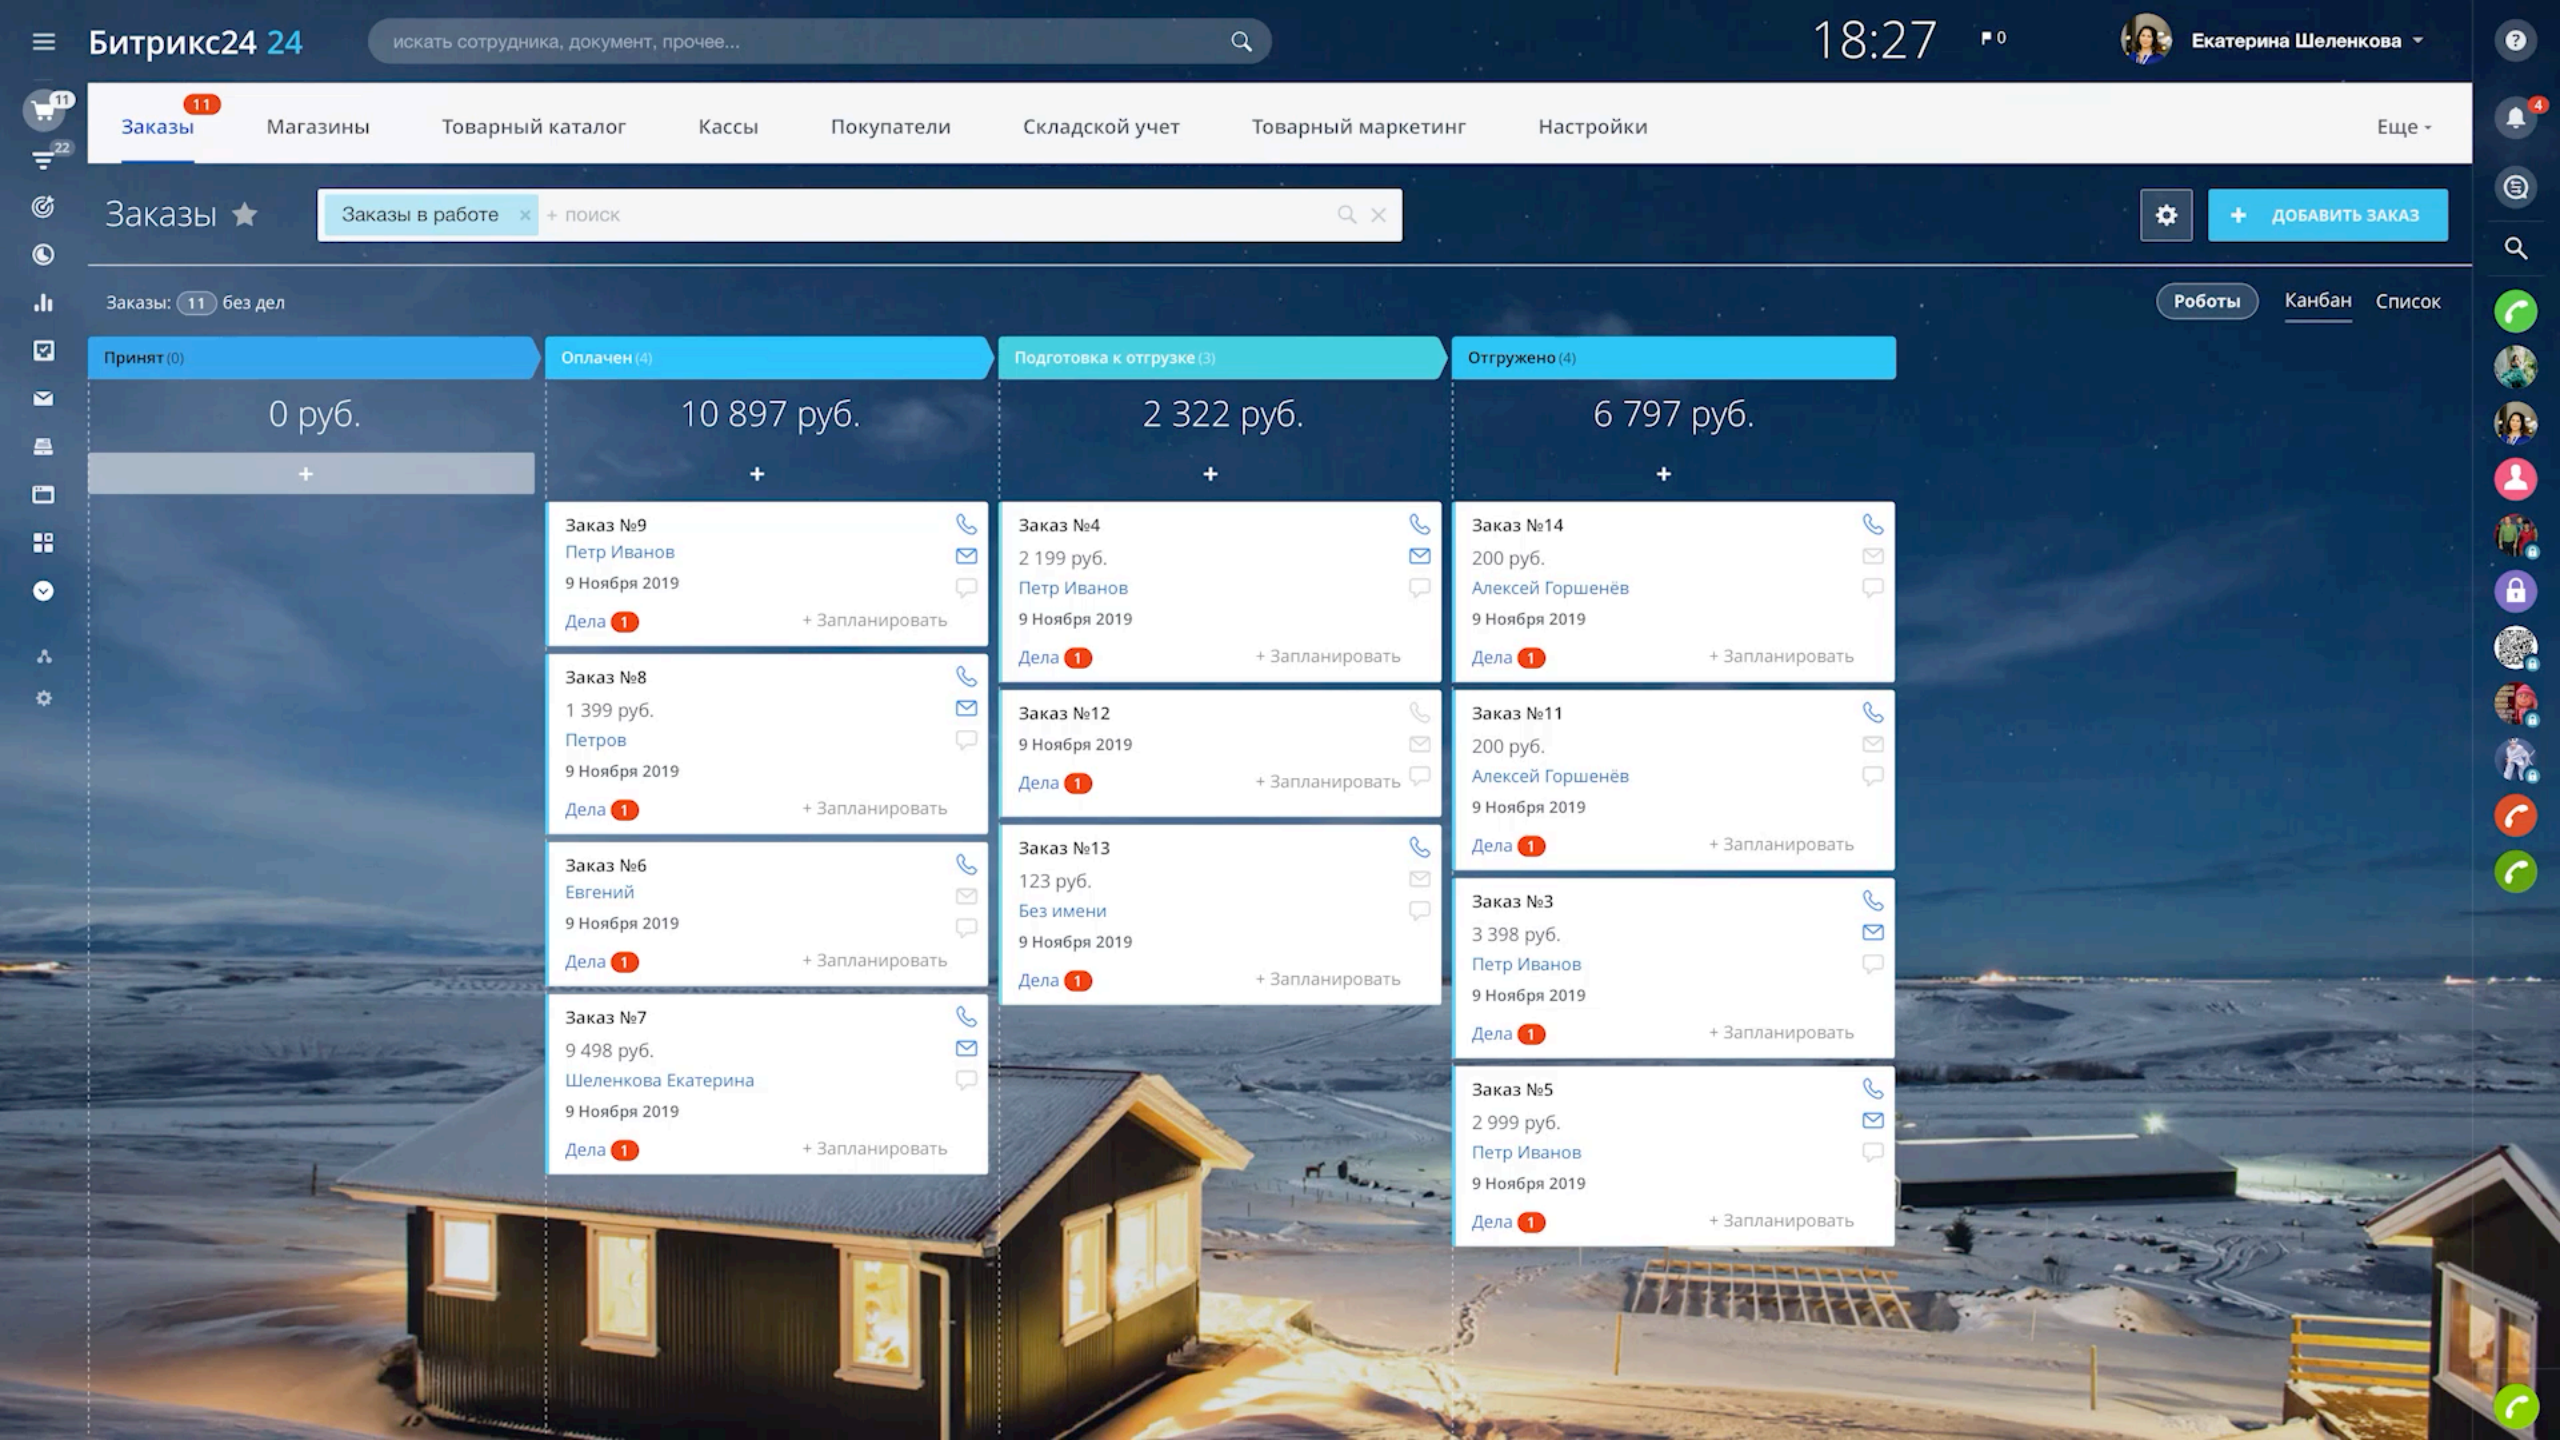 Битрикс24 24
искать сотрудника, документ, прочее...
18:27
0
Екатерина Шеленкова
?
11
22
4
Заказы 11
Магазины
Товарный каталог
Кассы
Покупатели
Складской учет
Товарный маркетинг
Настройки
Еще
Заказы
Заказы в работе ×
+ поиск
+ ДОБАВИТЬ ЗАКАЗ
Заказы: 11 без дел
Роботы
Канбан
Список
Принят (0)
0 руб.
+
Оплачен (4)
10 897 руб.
+
Заказ №9
Петр Иванов
9 Ноября 2019
Дела 1 + Запланировать
Заказ №8
1 399 руб.
Петров
9 Ноября 2019
Дела 1 + Запланировать
Заказ №6
Евгений
9 Ноября 2019
Дела 1 + Запланировать
Заказ №7
9 498 руб.
Шеленкова Екатерина
9 Ноября 2019
Дела 1 + Запланировать
Подготовка к отгрузке (3)
2 322 руб.
+
Заказ №4
2 199 руб.
Петр Иванов
9 Ноября 2019
Дела 1 + Запланировать
Заказ №12
9 Ноября 2019
Дела 1 + Запланировать
Заказ №13
123 руб.
Без имени
9 Ноября 2019
Дела 1 + Запланировать
Отгружено (4)
6 797 руб.
+
Заказ №14
200 руб.
Алексей Горшенёв
9 Ноября 2019
Дела 1 + Запланировать
Заказ №11
200 руб.
Алексей Горшенёв
9 Ноября 2019
Дела 1 + Запланировать
Заказ №3
3 398 руб.
Петр Иванов
9 Ноября 2019
Дела 1 + Запланировать
Заказ №5
2 999 руб.
Петр Иванов
9 Ноября 2019
Дела 1 + Запланировать